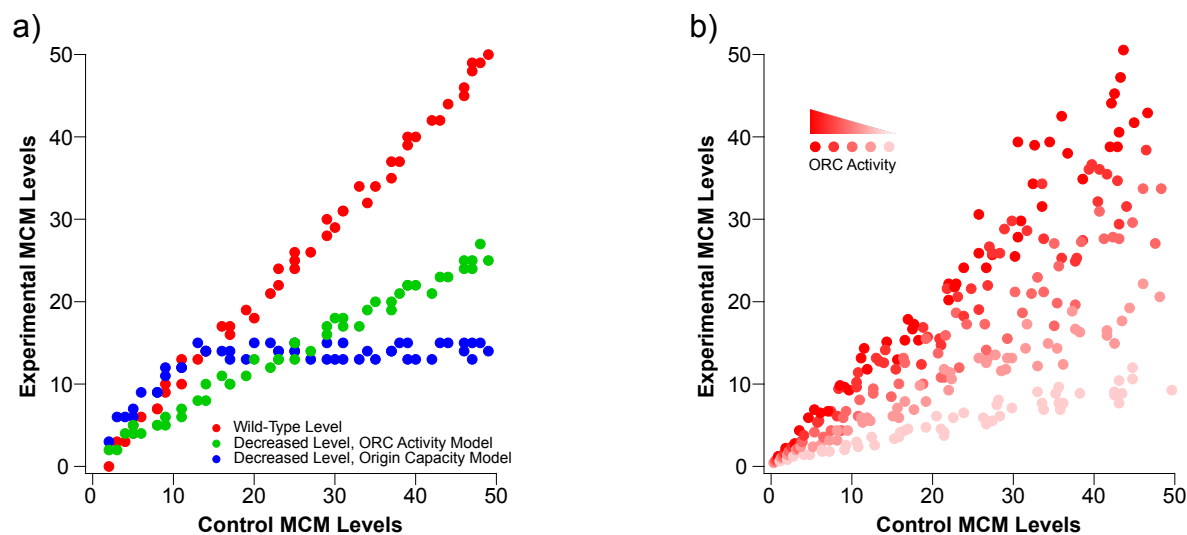 a)
50
40
30
20
10
0
Experimental MCM Levels
Wild-Type Level
Decreased Level, ORC Activity Model
Decreased Level, Origin Capacity Model
0 10 20 30 40 50
Control MCM Levels
b)
50
40
30
20
10
0
Experimental MCM Levels
ORC Activity
0 10 20 30 40 50
Control MCM Levels